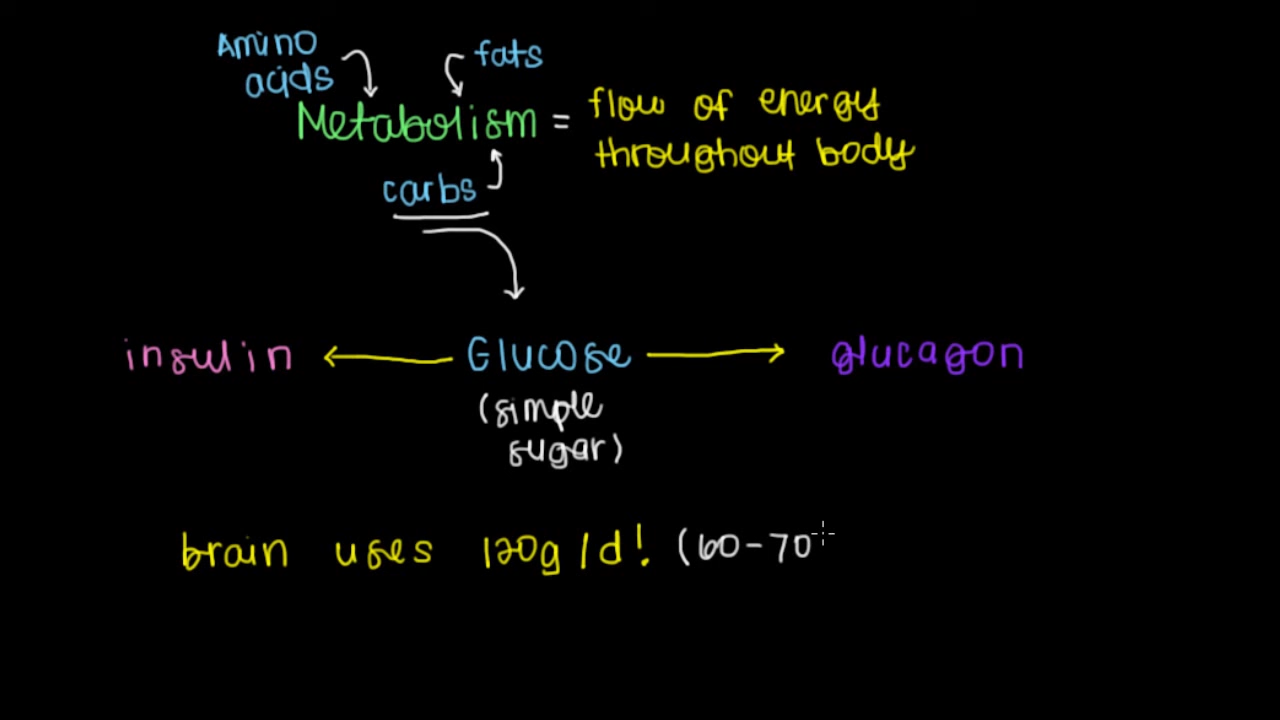 Amino
acids
fats
Metabolism =
flow of energy
throughout body
carbs
insulin
Glucose
glucagon
(simple
sugar)
brain uses 120g/d! (60-70